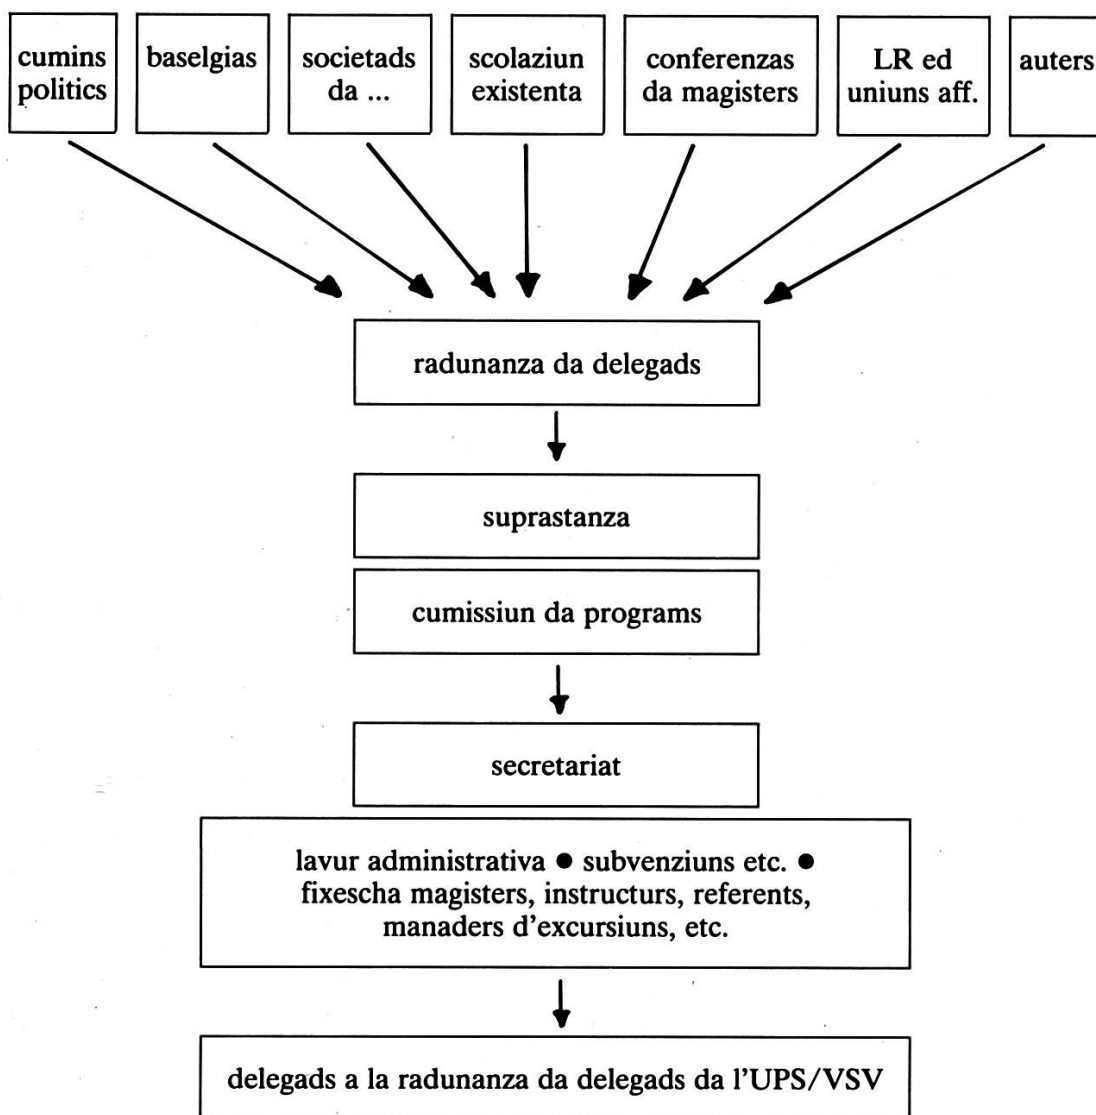 cumins
politics
baselgias
societads
da ...
scolaziun
existenta
conferenzas
da magisters
LR ed
uniuns aff.
auters
radunanza da delegads
suprastanza
cumissiun da programs
secretariat
lavur administrativa ● subvenziuns etc. ●
fixescha magisters, instructurs, referents,
manaders d'excursiuns, etc.
delegads a la radunanza da delegads da l'UPS/VSV